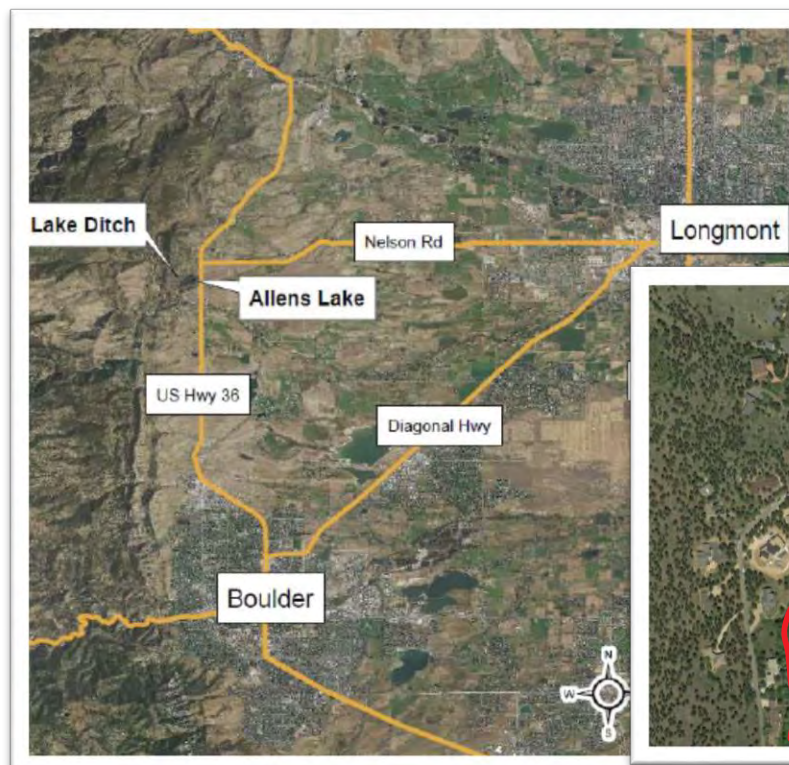 Lake Ditch
Nelson Rd
Longmont
Allens Lake
US Hwy 36
Diagonal Hwy
Boulder
N
W
S